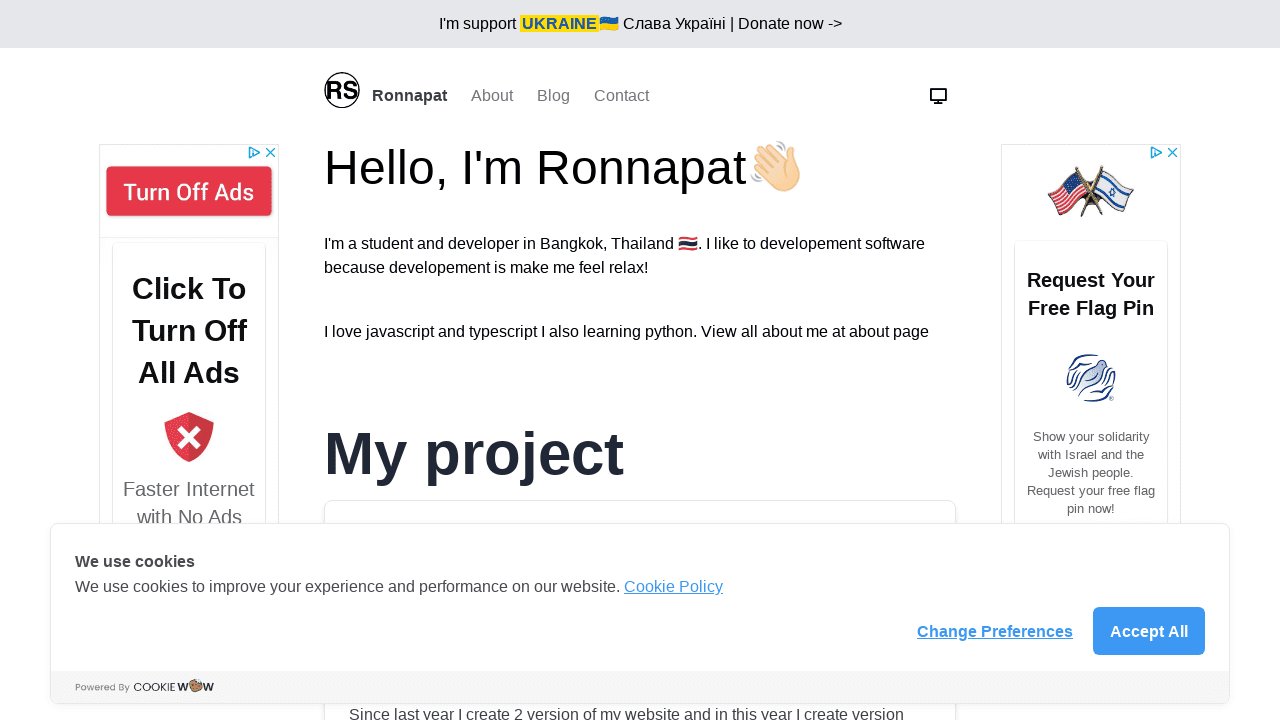 I'm support UKRAINE🇺🇦 Слава Україні | Donate now ->
RS Ronnapat About Blog Contact
Hello, I'm Ronnapat👋🏻
I'm a student and developer in Bangkok, Thailand 🇹🇭. I like to developement software
because developement is make me feel relax!
I love javascript and typescript I also learning python. View all about me at about page
My project
Turn Off Ads
Click To
Turn Off
All Ads
Faster Internet
with No Ads
Request Your
Free Flag Pin
Show your solidarity
with Israel and the
Jewish people.
Request your free flag
pin now!
We use cookies
We use cookies to improve your experience and performance on our website. Cookie Policy
Change Preferences Accept All
Powered By COOKIE WOW
Since last year I create 2 version of my website and in this year I create version